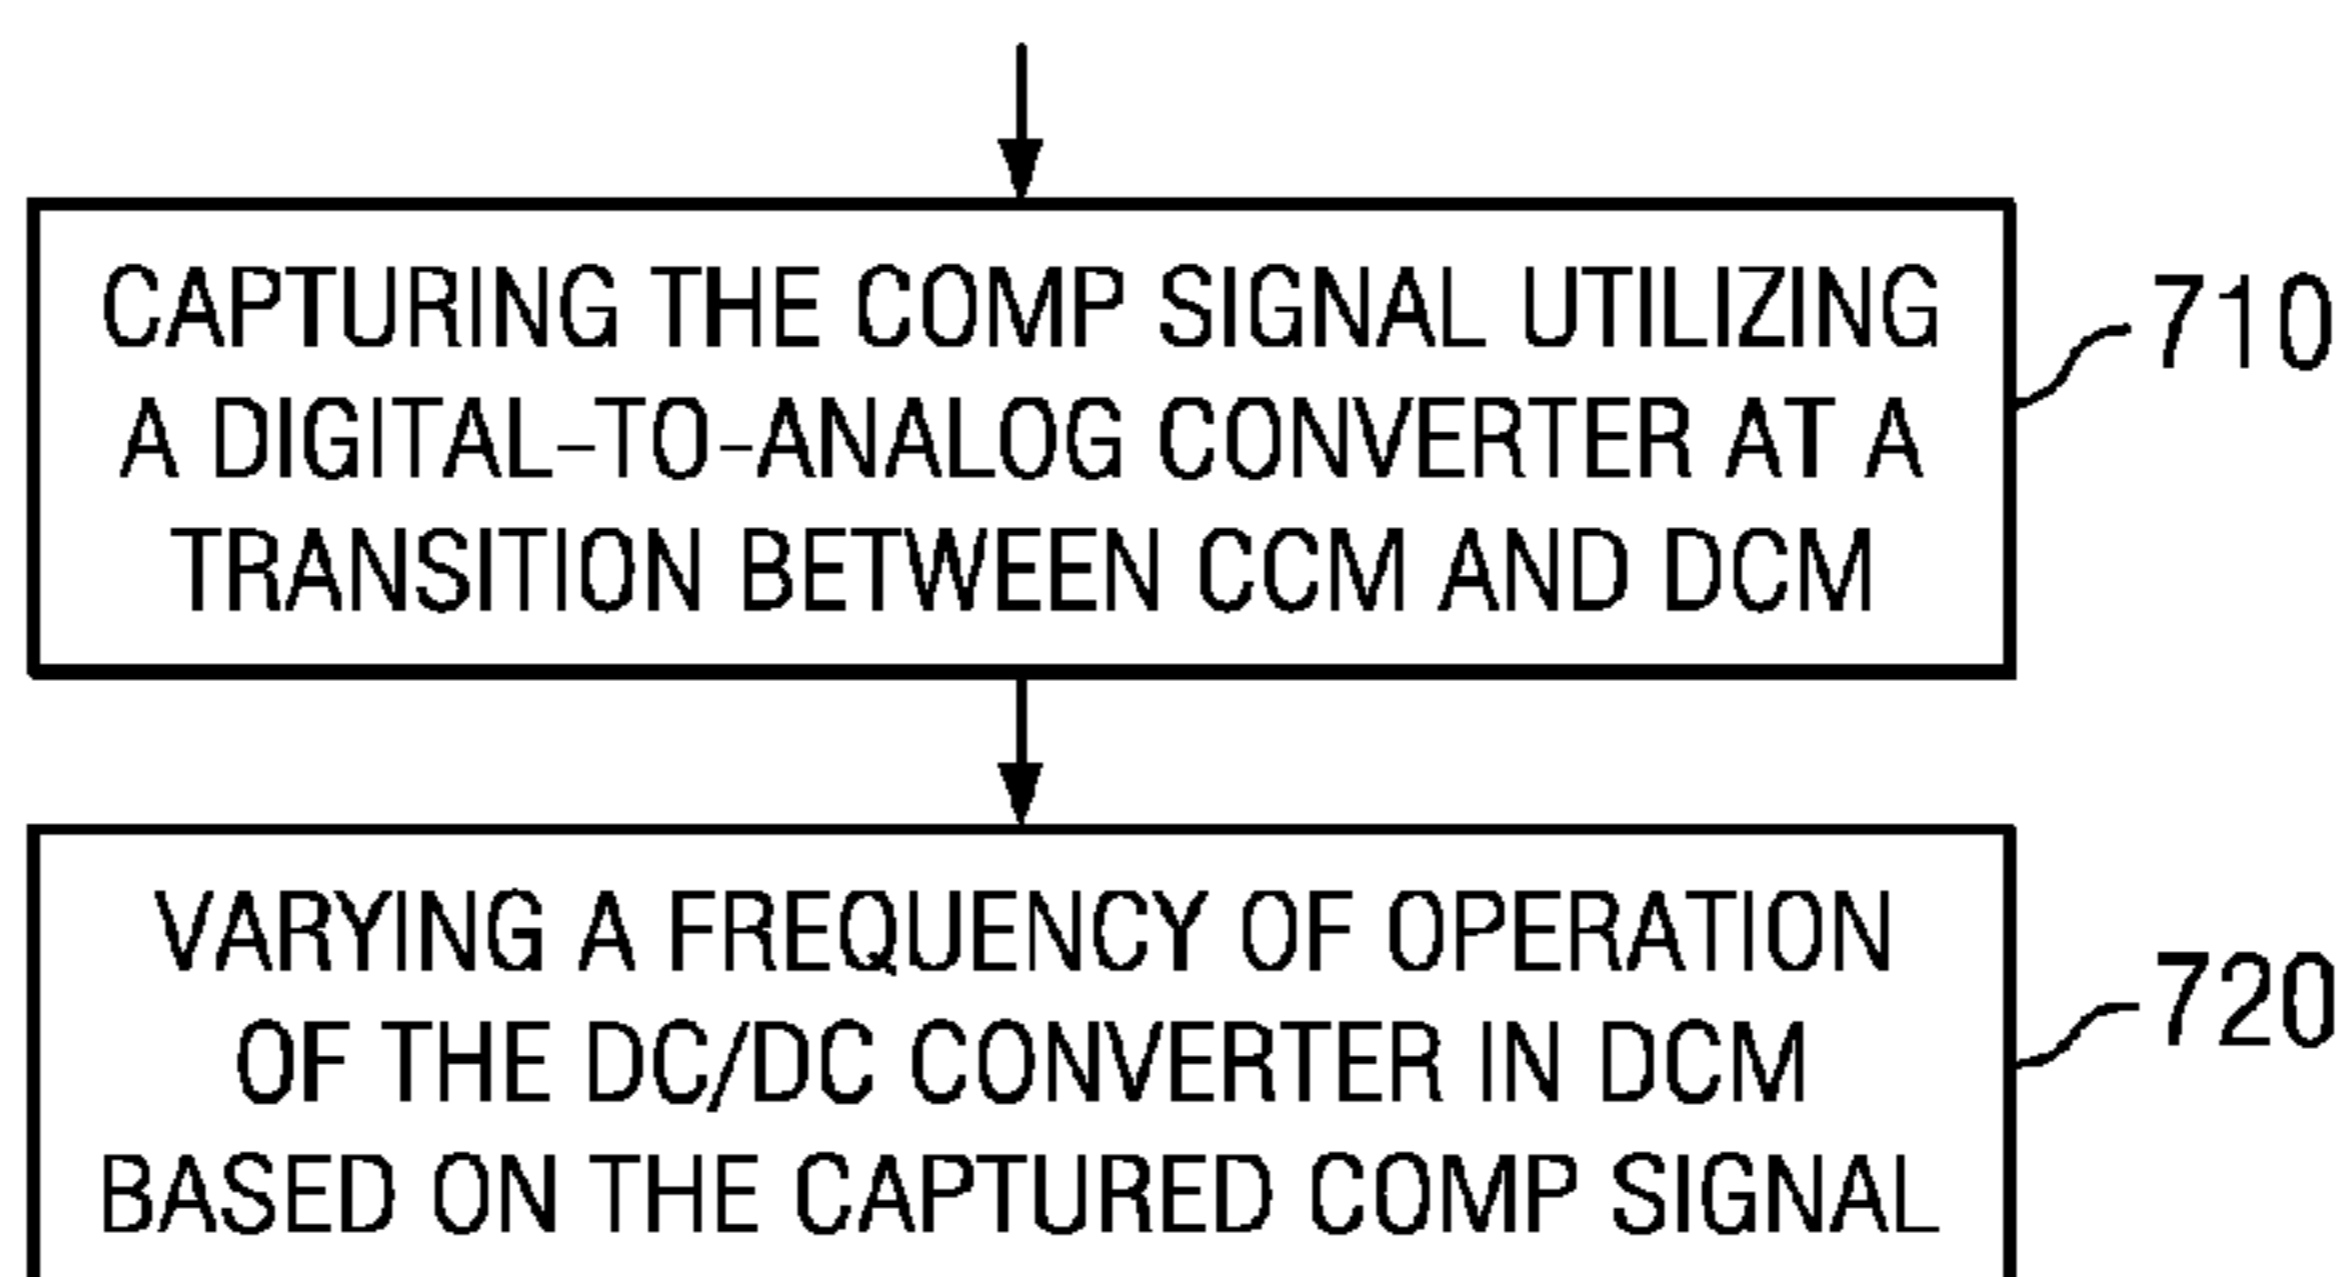 CAPTURING THE COMP SIGNAL UTILIZING
A DIGITAL-TO-ANALOG CONVERTER AT A
TRANSITION BETWEEN CCM AND DCM
710
VARYING A FREQUENCY OF OPERATION
OF THE DC/DC CONVERTER IN DCM
BASED ON THE CAPTURED COMP SIGNAL
720